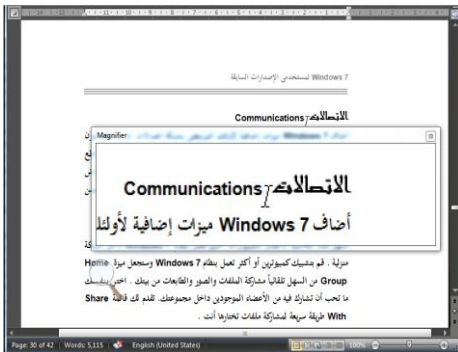 Windows 7 لمستخدمي الإصدارات السابقة
الاتصالات Communications
Magnifier
الاتصالات Communications
أضاف Windows 7 ميزات إضافية لأولئك
منزلية . قم بتشبيك كمبيوترين أو أكثر تعمل بنظام Windows 7 وستجعل ميزة Home
Group من السهل تلقائياً مشاركة الملفات والصور والطابعات من بيتك . اختر بنفسك
ما تحب أن تشارك فيه من الأعضاء الموجودين داخل مجموعتك. تقدم لك قائمة Share
With طريقة سريعة لمشاركة ملفات تختارها أنت .
Page: 30 of 42 Words: 5,115 English (United States) 100%